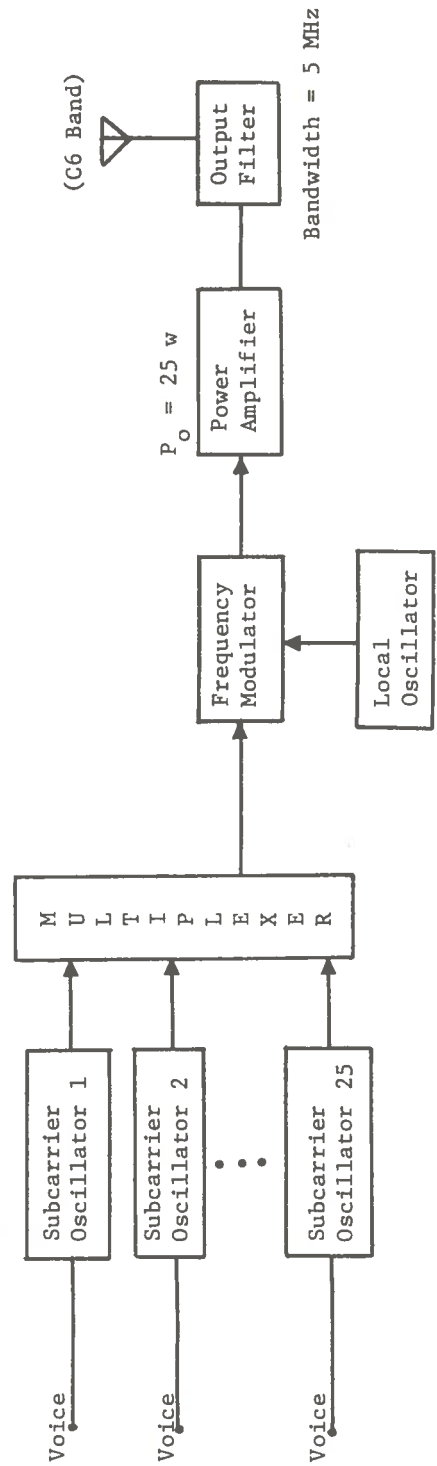 Voice
Subcarrier
Oscillator 1
Voice
Subcarrier
Oscillator 2
Voice
Subcarrier
Oscillator 25
M
U
L
T
I
P
L
E
X
E
R
Frequency
Modulator
Local
Oscillator
P_o = 25 w
Power
Amplifier
(C6 Band)
Output
Filter
Bandwidth = 5 MHz